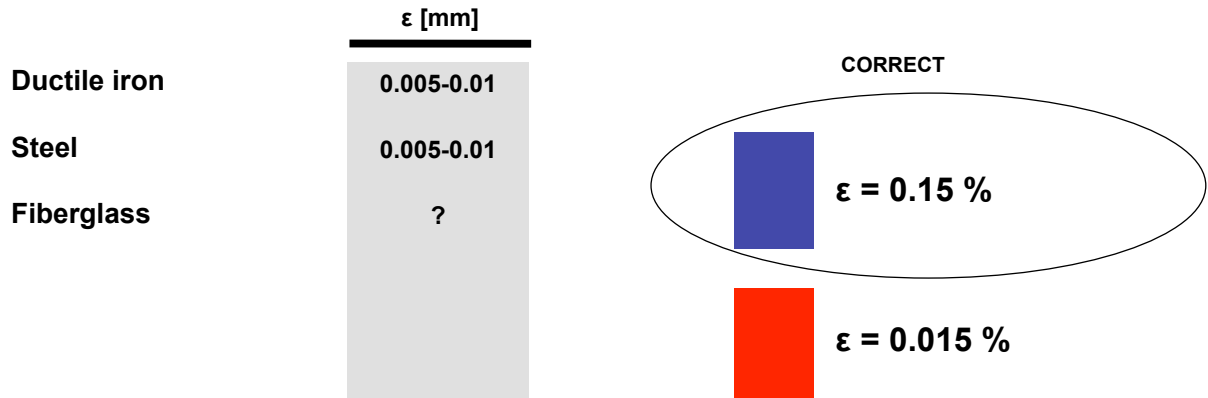 ε [mm]
Ductile iron 0.005-0.01
Steel 0.005-0.01
Fiberglass ?
CORRECT
ε = 0.15 %
ε = 0.015 %